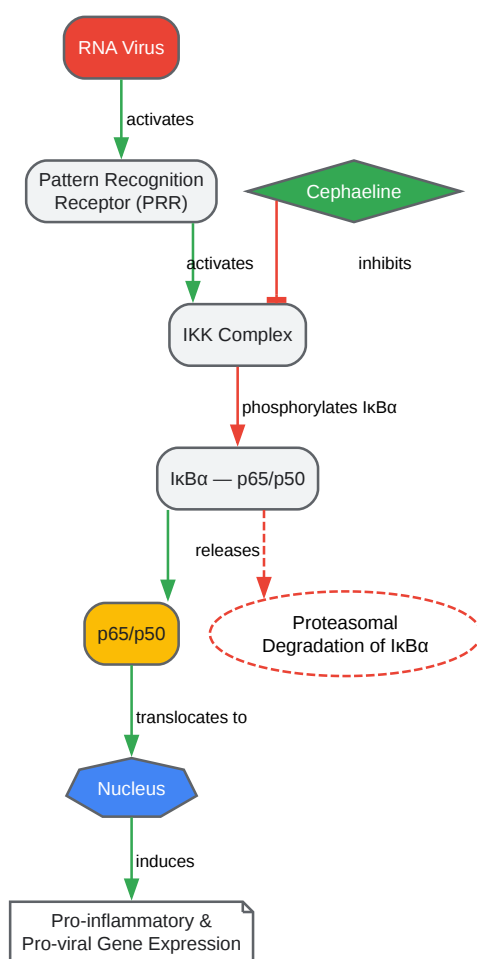 RNA Virus
activates
Pattern Recognition
Receptor (PRR)
Cephaeline
activates
inhibits
IKK Complex
phosphorylates IκBα
IκBα — p65/p50
releases
p65/p50
Proteasomal
Degradation of IκBα
translocates to
Nucleus
induces
Pro-inflammatory &
Pro-viral Gene Expression